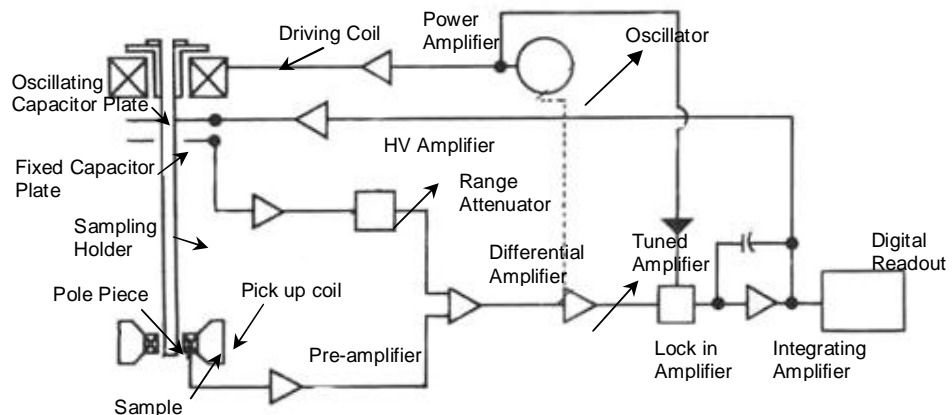 Power
Amplifier
Driving Coil
Oscillator
Oscillating
Capacitor Plate
HV Amplifier
Fixed Capacitor
Plate
Range
Attenuator
Sampling
Holder
Differential
Amplifier
Tuned
Amplifier
Digital
Readout
Pole Piece
Pick up coil
Pre-amplifier
Lock in
Amplifier
Integrating
Amplifier
Sample